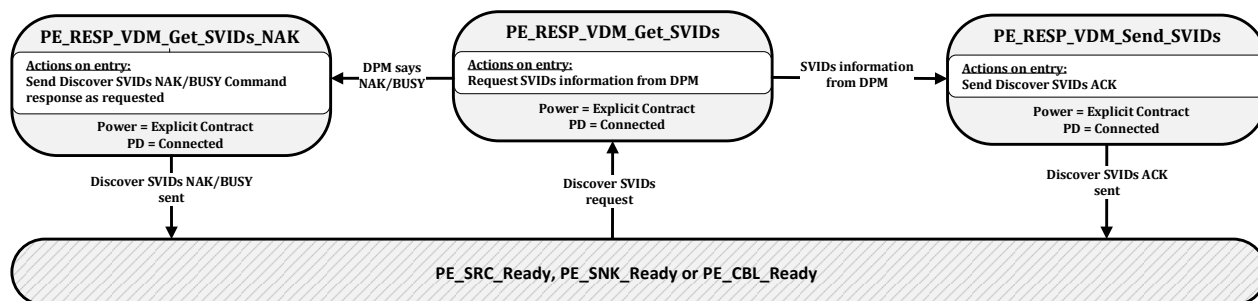 PE_RESP_VDM_Get_SVIDs_NAK
Actions on entry:
Send Discover SVIDs NAK/BUSY Command
response as requested
Power = Explicit Contract
PD = Connected
DPM says
NAK/BUSY
PE_RESP_VDM_Get_SVIDs
Actions on entry:
Request SVIDs information from DPM
Power = Explicit Contract
PD = Connected
SVIDs information
from DPM
PE_RESP_VDM_Send_SVIDs
Actions on entry:
Send Discover SVIDs ACK
Power = Explicit Contract
PD = Connected
Discover SVIDs NAK/BUSY
sent
Discover SVIDs
request
Discover SVIDs ACK
sent
PE_SRC_Ready, PE_SNK_Ready or PE_CBL_Ready